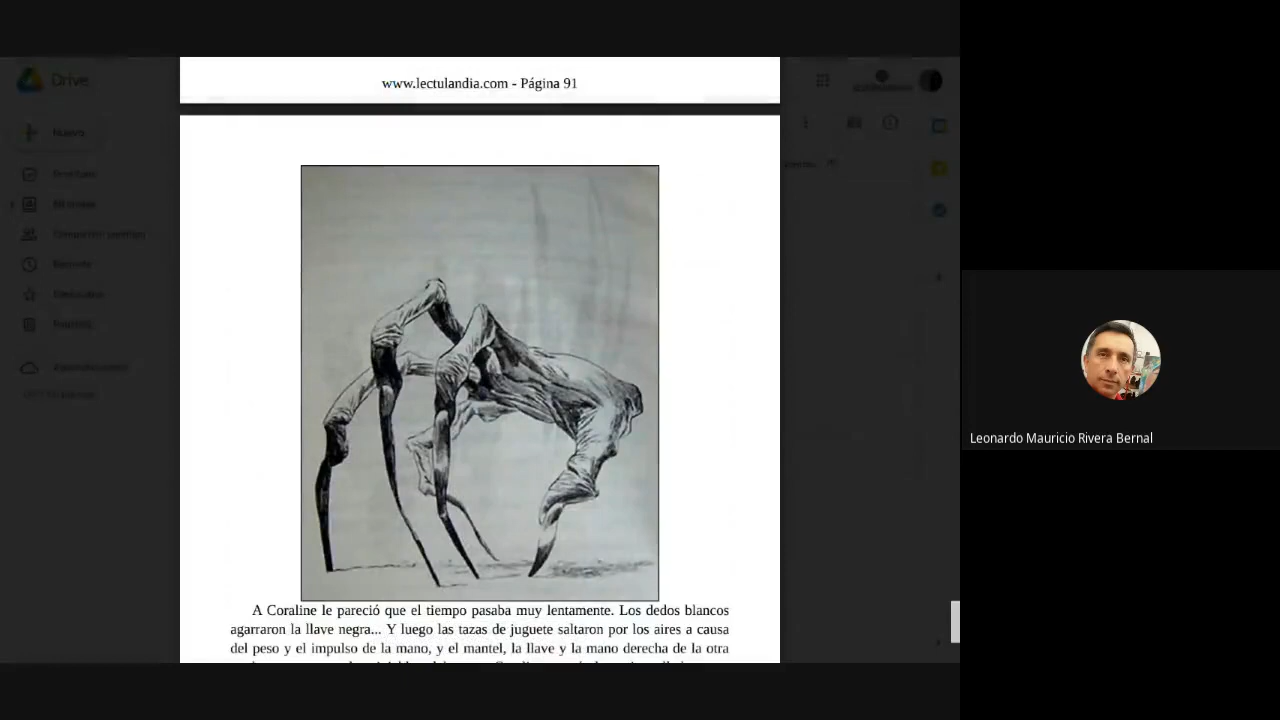 www.lectulandia.com - Página 91
Drive
Nuevo
A Coraline le pareció que el tiempo pasaba muy lentamente. Los dedos blancos
agarraron la llave negra... Y luego las tazas de juguete saltaron por los aires a causa
del peso y el impulso de la mano, y el mantel, la llave y la mano derecha de la otra
Leonardo Mauricio Rivera Bernal